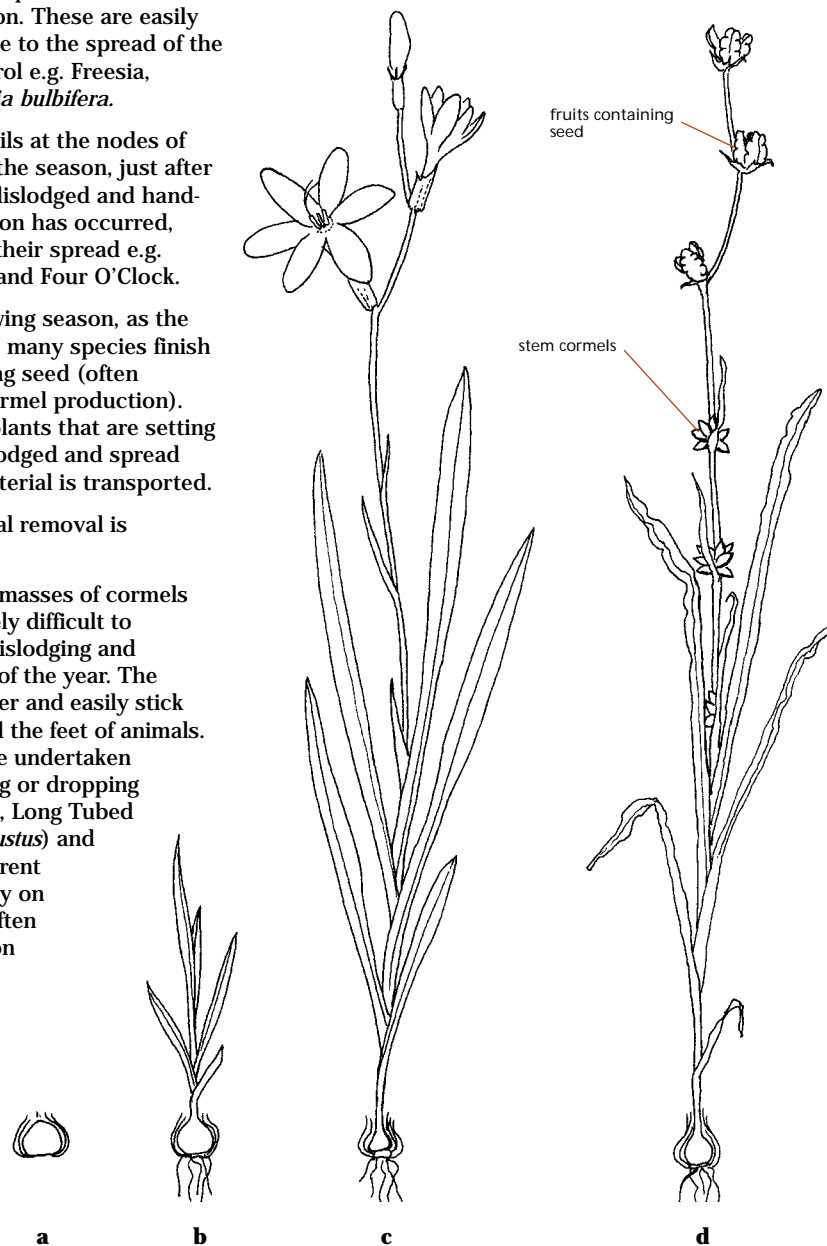 on. These are easily
e to the spread of the
rol e.g. Freesia,
ia bulbifera.
ils at the nodes of
the season, just after
dislodged and hand-
on has occurred,
their spread e.g.
and Four O’Clock.
wing season, as the
many species finish
ng seed (often
ormel production).
plants that are setting
odged and spread
terial is transported.
al removal is
masses of cormels
ely difficult to
islodging and
of the year. The
er and easily stick
d the feet of animals.
e undertaken
g or dropping
, Long Tubed
ustus) and
rent
y on
ften
on
fruits containing
seed
stem cormels
a b c d